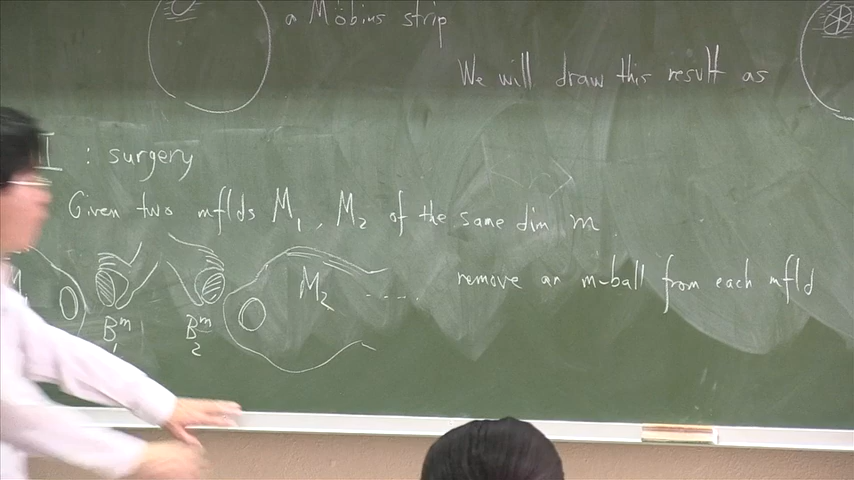 a Möbius strip
We will draw this result as
I : surgery
Given two mflds M₁, M₂ of the same dim m
M₂ ..... remove an m-ball from each mfld
B₁ᵐ B₂ᵐ